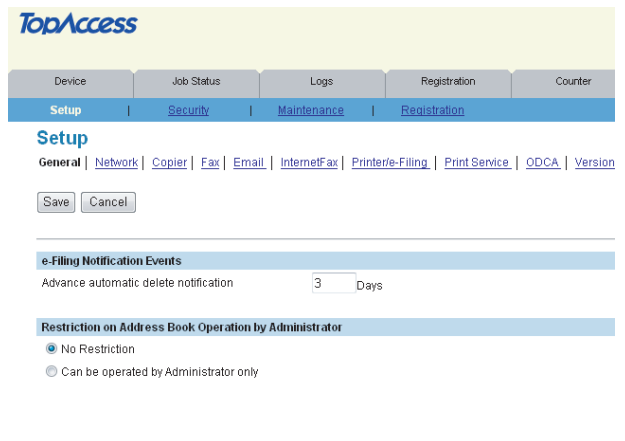 TopAccess
Device Job Status Logs Registration Counter
Setup | Security | Maintenance | Registration
Setup
General | Network | Copier | Fax | Email | InternetFax | Printer/e-Filing | Print Service | ODCA | Version
Save Cancel
e-Filing Notification Events
Advance automatic delete notification 3 Days
Restriction on Address Book Operation by Administrator
No Restriction
Can be operated by Administrator only